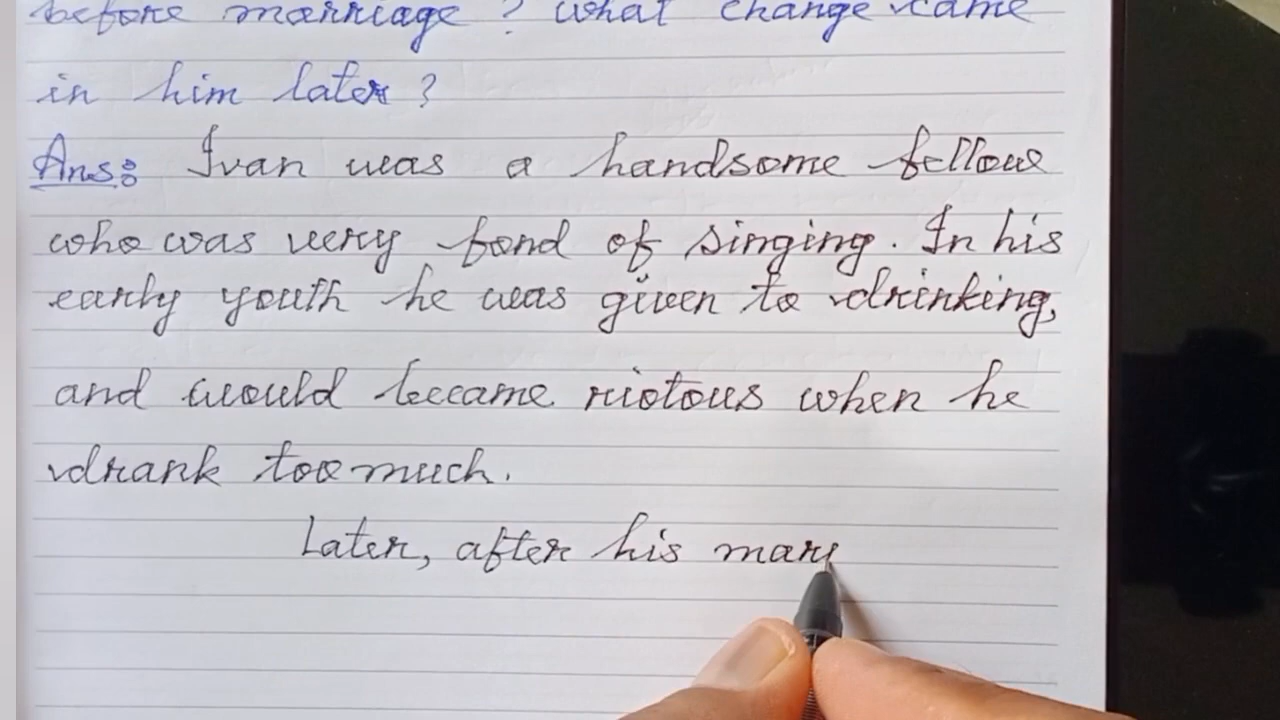 before marriage ? What change came
in him later ?
Ans: Ivan was a handsome fellow
who was very fond of singing. In his
early youth he was given to drinking,
and would became riotous when he
drank too much.
Later, after his marr